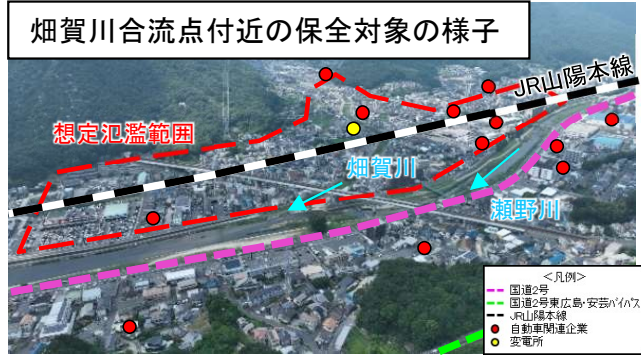 畑賀川合流点付近の保全対象の様子
JR山陽本線
想定氾濫範囲
畑賀川
瀬野川
<凡例>
国道2号
国道2号東広島・安芸バイパス
JR山陽本線
自動車関連企業
変電所